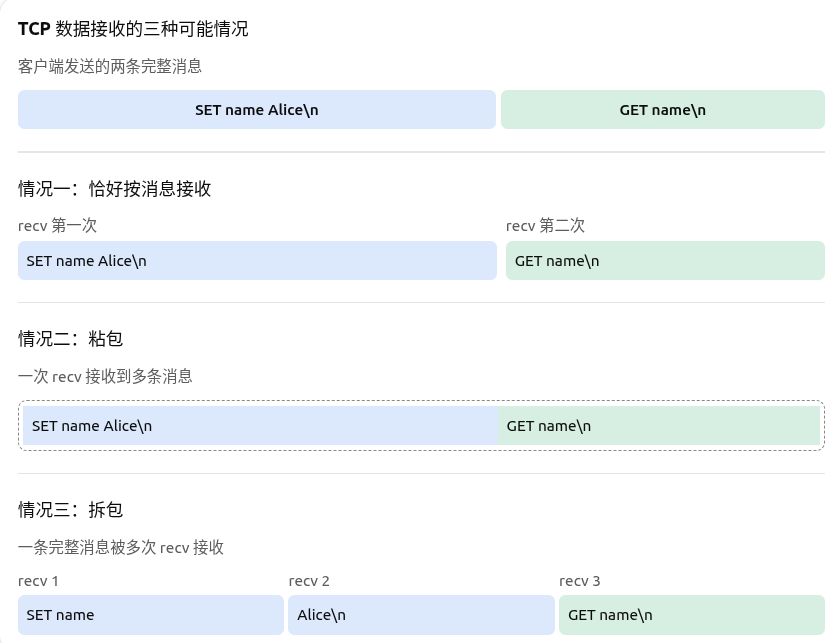 TCP 数据接收的三种可能情况
客户端发送的两条完整消息
SET name Alice\n GET name\n
情况一：恰好按消息接收
recv 第一次 recv 第二次
SET name Alice\n GET name\n
情况二：粘包
一次 recv 接收到多条消息
SET name Alice\n GET name\n
情况三：拆包
一条完整消息被多次 recv 接收
recv 1 recv 2 recv 3
SET name Alice\n GET name\n